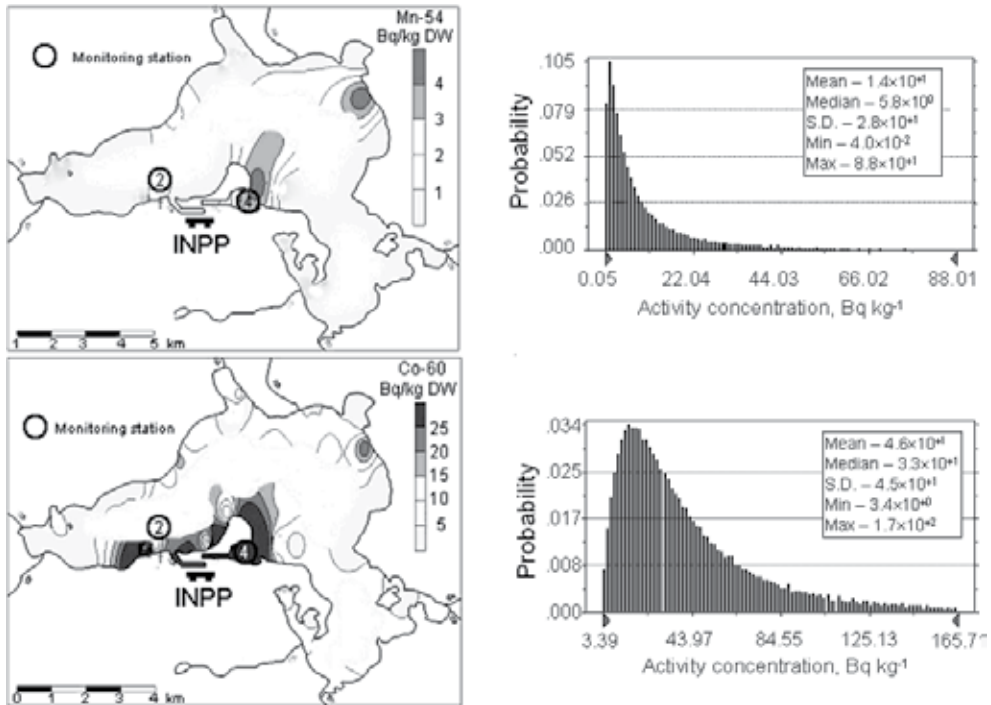 Mn-54
Bq/kg DW
Monitoring station
4
3
2
1
2
4
INPP
1 2 3 4 5
km
.105
.079
.052
.026
.000
Probability
Mean – 1.4×10⁺¹
Median – 5.8×10⁰
S.D. – 2.8×10⁺¹
Min – 4.0×10⁻²
Max – 8.8×10⁺¹
0.05 22.04 44.03 66.02 88.01
Activity concentration, Bq kg⁻¹
Co-60
Bq/kg DW
Monitoring station
25
20
15
10
5
2
4
INPP
0 1 2 3 4
km
.034
.025
.017
.008
.000
Probability
Mean – 4.6×10⁺¹
Median – 3.3×10⁺¹
S.D. – 4.5×10⁺¹
Min – 3.4×10⁺⁰
Max – 1.7×10⁺²
3.39 43.97 84.55 125.13
Activity concentration, Bq kg⁻¹